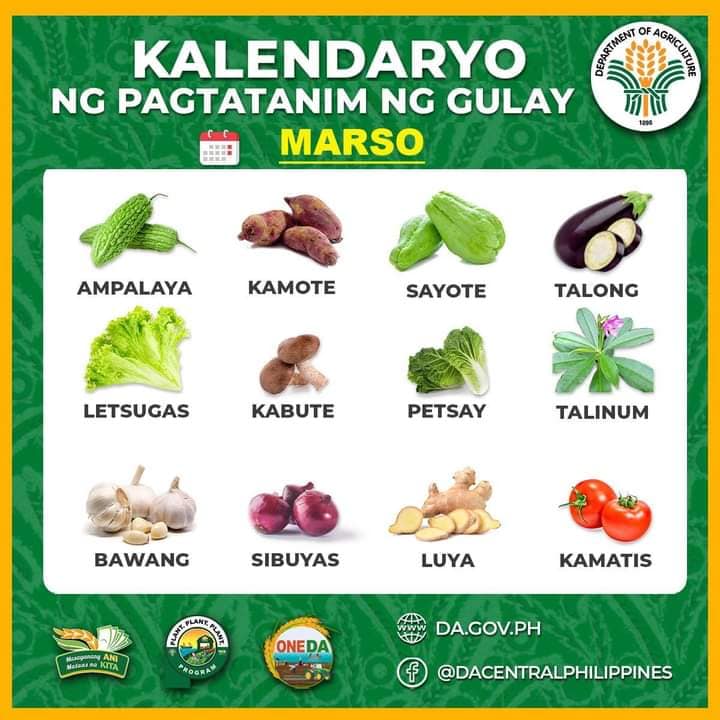 KALENDARYO
NG PAGTATANIM NG GULAY
MARSO
DEPARTMENT OF AGRICULTURE
1898
AMPALAYA
KAMOTE
SAYOTE
TALONG
LETSUGAS
KABUTE
PETSAY
TALINUM
BAWANG
SIBUYAS
LUYA
KAMATIS
Masaganang ANI
Mataas na KITA
PLANT, PLANT, PLANT
PROGRAM
ONE DA
DA.GOV.PH
@DACENTRALPHILIPPINES